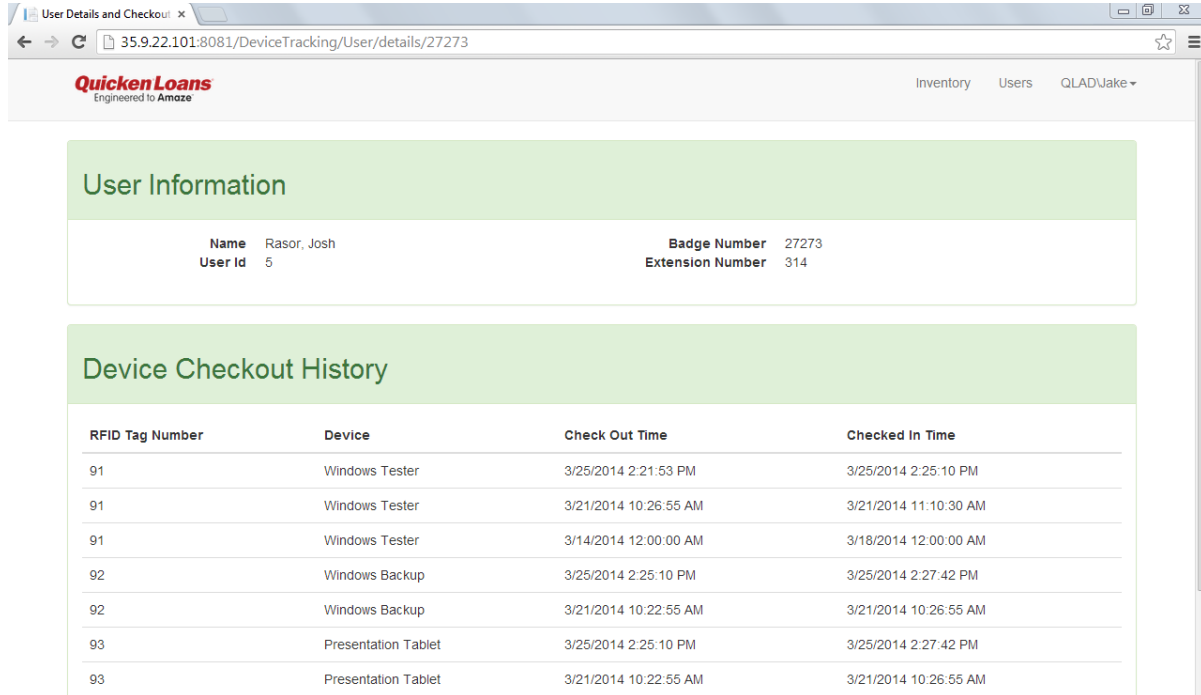 User Details and Checkout
35.9.22.101:8081/DeviceTracking/User/details/27273
Quicken Loans Inventory Users QLAD\Jake
Engineered to Amaze
User Information
Name Rasor, Josh Badge Number 27273
User Id 5 Extension Number 314
Device Checkout History
RFID Tag Number Device Check Out Time Checked In Time
91 Windows Tester 3/25/2014 2:21:53 PM 3/25/2014 2:25:10 PM
91 Windows Tester 3/21/2014 10:26:55 AM 3/21/2014 11:10:30 AM
91 Windows Tester 3/14/2014 12:00:00 AM 3/18/2014 12:00:00 AM
92 Windows Backup 3/25/2014 2:25:10 PM 3/25/2014 2:27:42 PM
92 Windows Backup 3/21/2014 10:22:55 AM 3/21/2014 10:26:55 AM
93 Presentation Tablet 3/25/2014 2:25:10 PM 3/25/2014 2:27:42 PM
93 Presentation Tablet 3/21/2014 10:22:55 AM 3/21/2014 10:26:55 AM